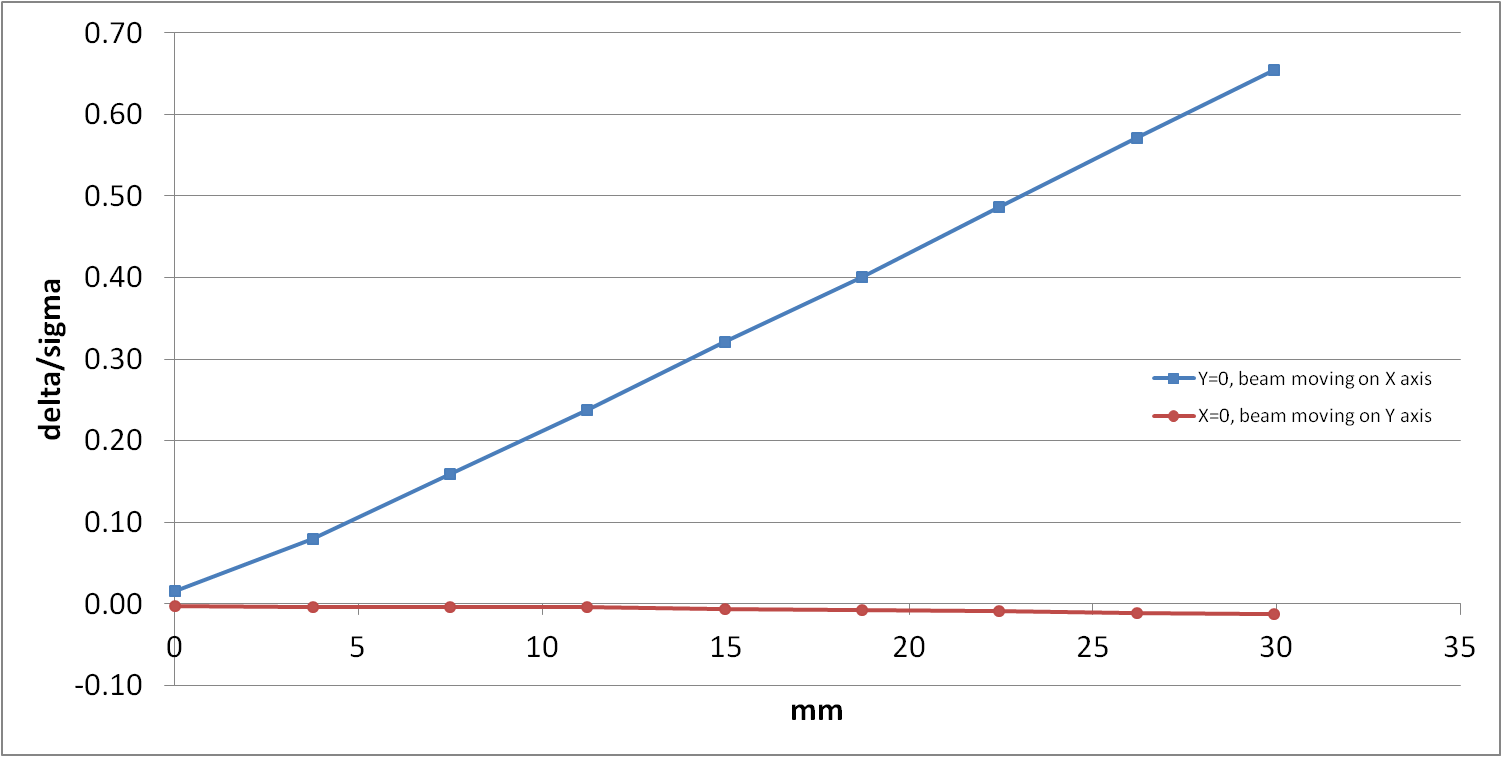 0.70
0.60
0.50
0.40
0.30
0.20
0.10
0.00
-0.10
delta/sigma
0 5 10 15 20 25 30 35
mm
Y=0, beam moving on X axis
X=0, beam moving on Y axis